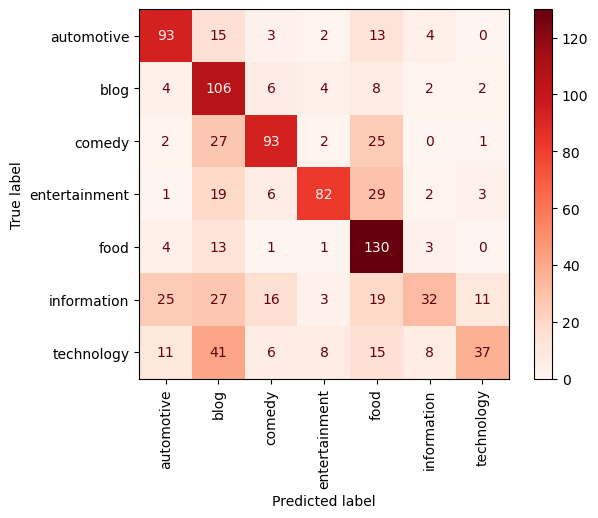 automotive 93 15 3 2 13 4 0
blog 4 106 6 4 8 2 2
comedy 2 27 93 2 25 0 1
entertainment 1 19 6 82 29 2 3
food 4 13 1 1 130 3 0
information 25 27 16 3 19 32 11
technology 11 41 6 8 15 8 37
True label
automotive
blog
comedy
entertainment
food
information
technology
Predicted label
120
100
80
60
40
20
0